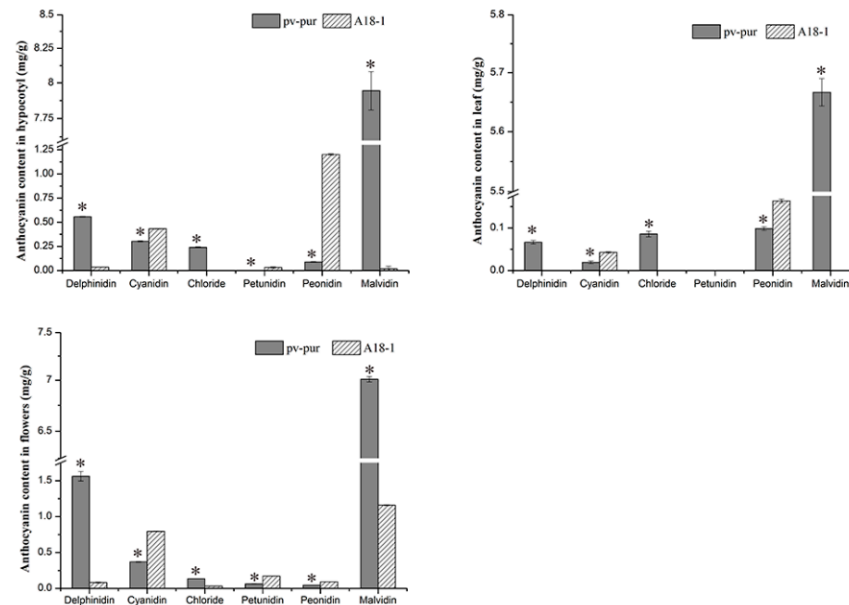 Anthocyanin content in hypocotyl (mg/g)
8.5
8
7.75
1.25
1.00
0.75
0.50
0.25
0.00
pv-pur A18-1
* * * * * *
Delphinidin Cyanidin Chloride Petunidin Peonidin Malvidin
Anthocyanin content in leaf (mg/g)
5.8
5.7
5.6
5.5
0.1
0.0
pv-pur A18-1
* * * * *
Delphinidin Cyanidin Chloride Petunidin Peonidin Malvidin
Anthocyanin content in flowers (mg/g)
7.5
7
6.5
1.5
1.0
0.5
0.0
pv-pur A18-1
* * * * * *
Delphinidin Cyanidin Chloride Petunidin Peonidin Malvidin